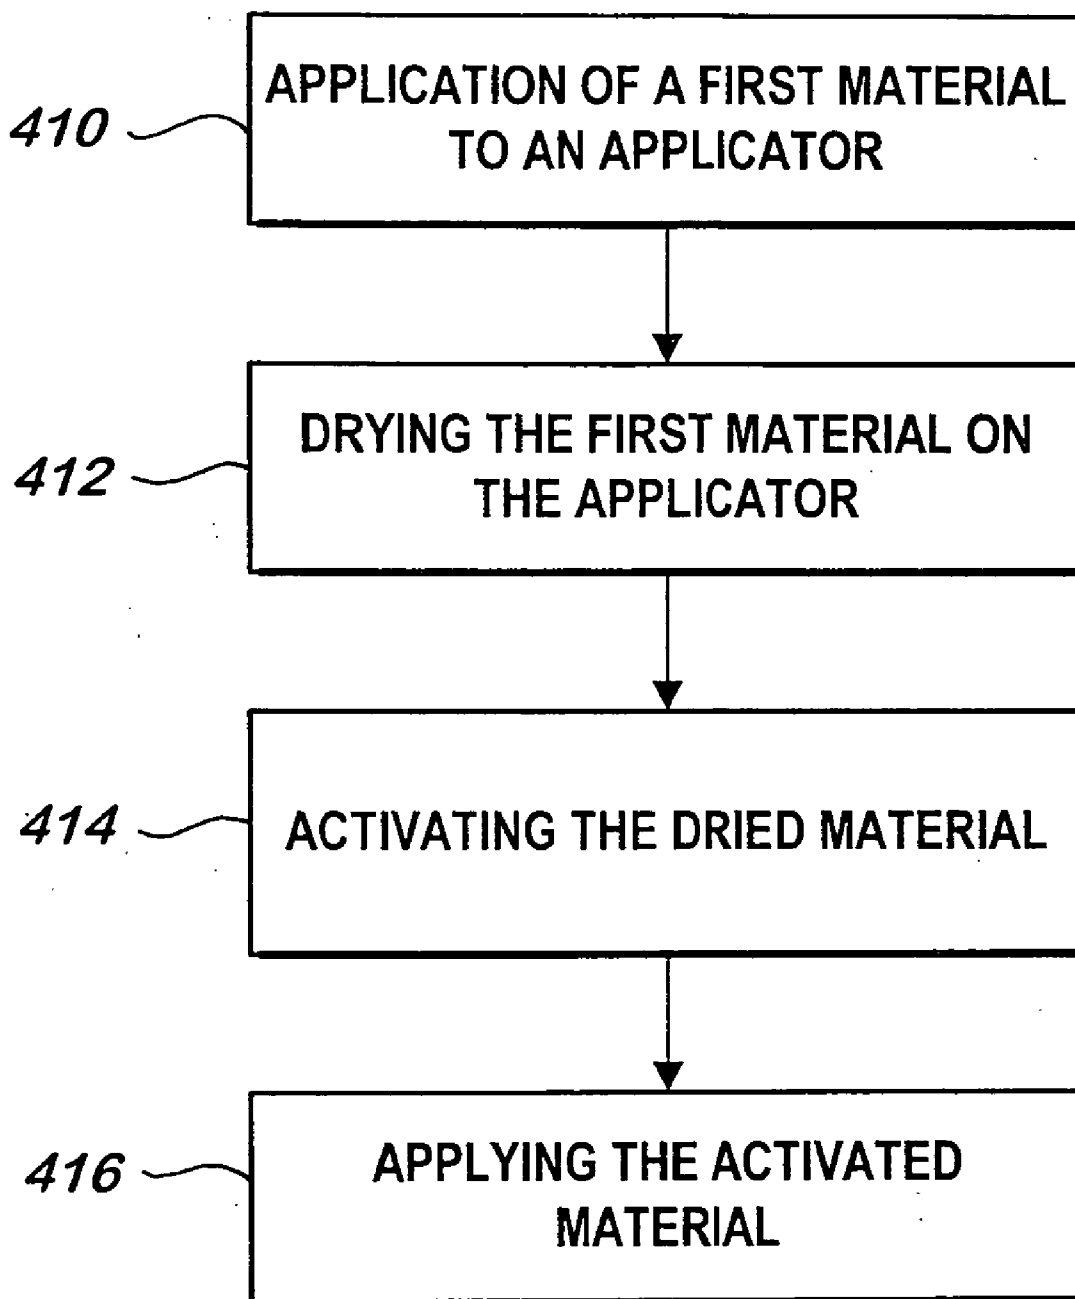 410
APPLICATION OF A FIRST MATERIAL
TO AN APPLICATOR
412
DRYING THE FIRST MATERIAL ON
THE APPLICATOR
414
ACTIVATING THE DRIED MATERIAL
416
APPLYING THE ACTIVATED
MATERIAL